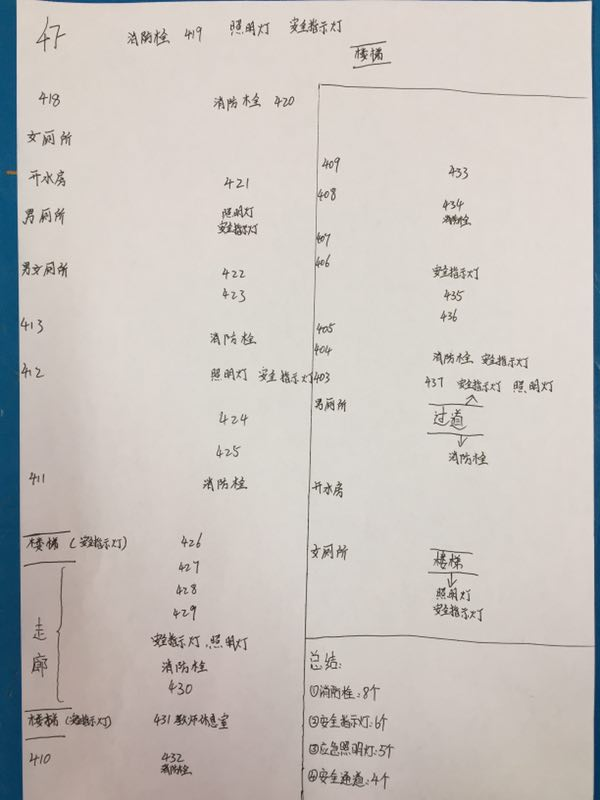 4F
消防栓 419 照明灯 安全指示灯
楼梯
418 消防栓 420
女厕所
开水房 421
男厕所 照明灯
安全指示灯
男女厕所 422
423
413 消防栓
412 照明灯 安全指示灯
424
425
411 消防栓
楼梯（安全指示灯） 426
427
428
429
走廊
安全指示灯、照明灯
消防栓
430
楼梯（安全指示灯） 431 教师休息室
410 432
消防栓
409 433
408 434
消防栓
407
406 安全指示灯
435
436
405
404 消防栓 安全指示灯
403 437 安全指示灯 照明灯
男厕所 过道
消防栓
开水房
女厕所 楼梯
照明灯
安全指示灯
总结：
①消防栓：8个
②安全指示灯：6个
③应急照明灯：5个
④安全通道：4个